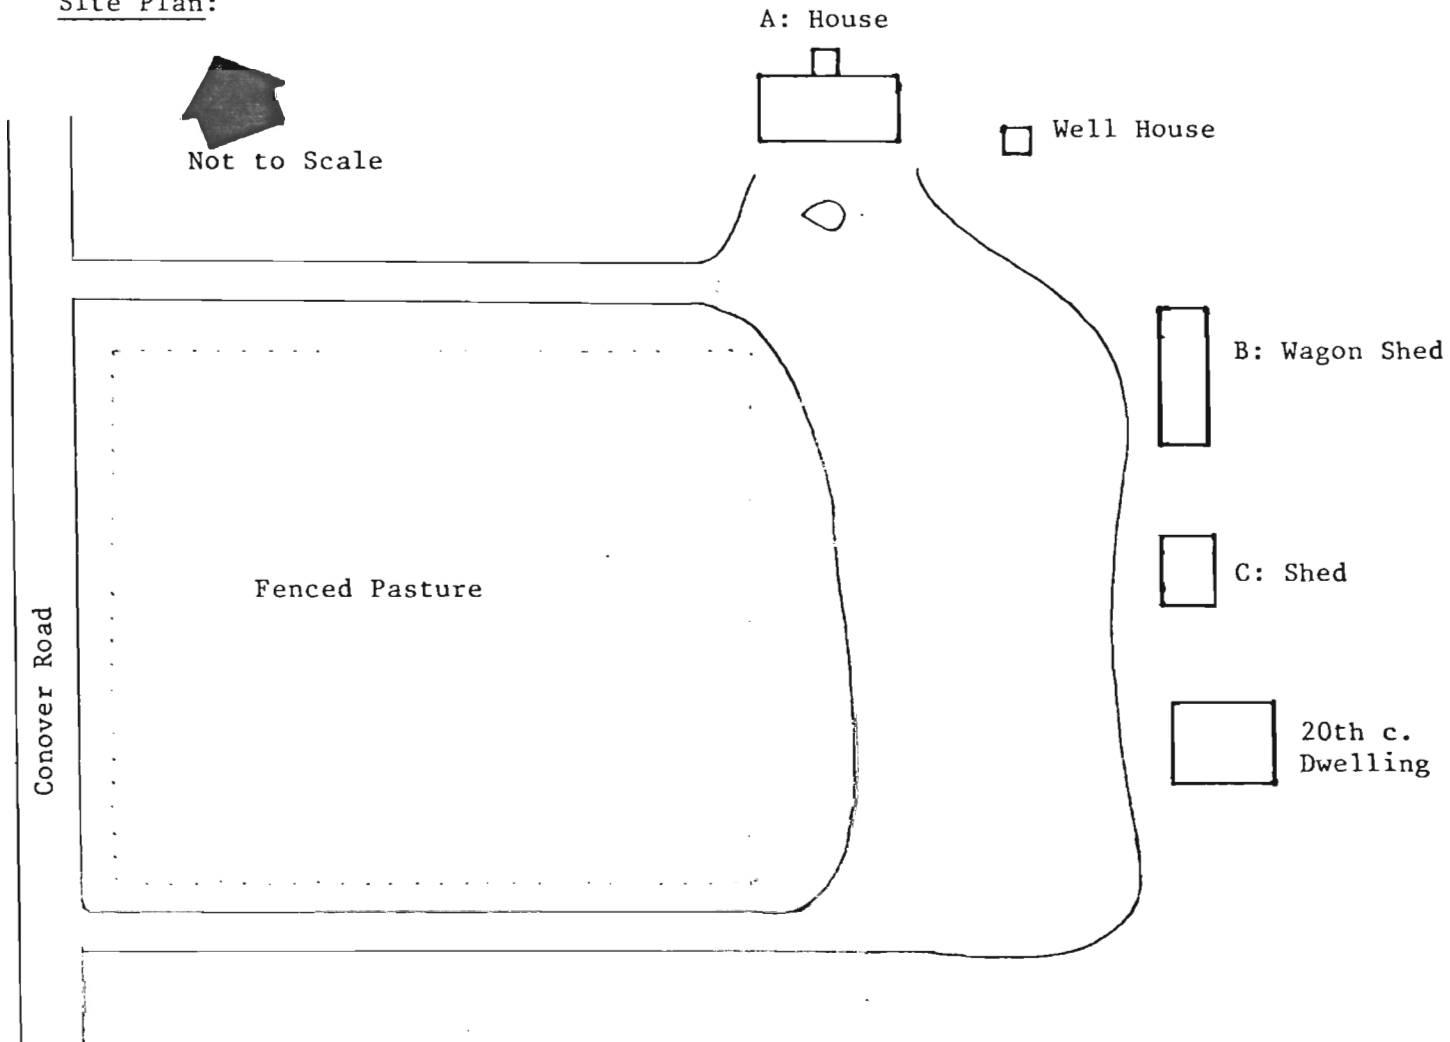 Site Plan:
A: House
Well House
Not to Scale
B: Wagon Shed
C: Shed
Fenced Pasture
Conover Road
20th c.
Dwelling